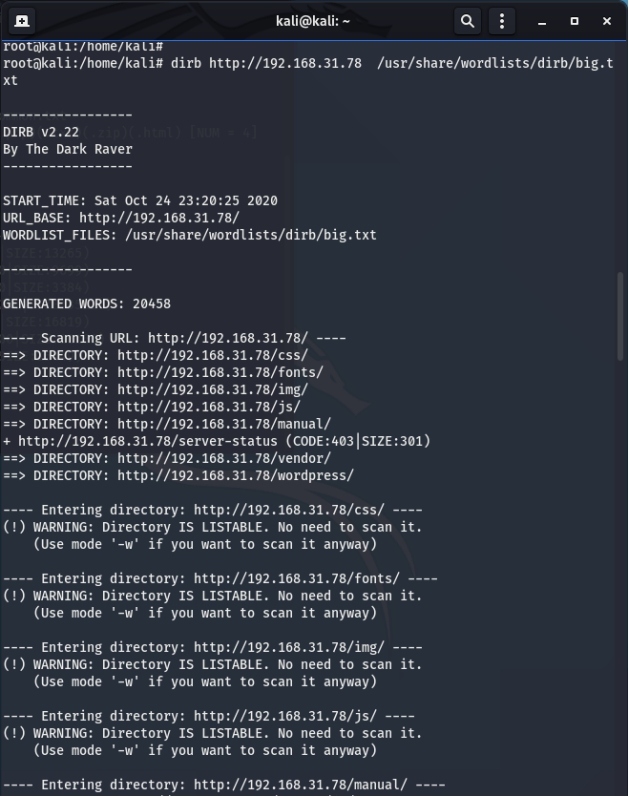 kali@kali: ~
root@kali:/home/kali#
root@kali:/home/kali# dirb http://192.168.31.78  /usr/share/wordlists/dirb/big.t
xt
-----------------
DIRB v2.22
By The Dark Raver
-----------------
START_TIME: Sat Oct 24 23:20:25 2020
URL_BASE: http://192.168.31.78/
WORDLIST_FILES: /usr/share/wordlists/dirb/big.txt
-----------------
GENERATED WORDS: 20458
---- Scanning URL: http://192.168.31.78/ ----
==> DIRECTORY: http://192.168.31.78/css/
==> DIRECTORY: http://192.168.31.78/fonts/
==> DIRECTORY: http://192.168.31.78/img/
==> DIRECTORY: http://192.168.31.78/js/
==> DIRECTORY: http://192.168.31.78/manual/
+ http://192.168.31.78/server-status (CODE:403|SIZE:301)
==> DIRECTORY: http://192.168.31.78/vendor/
==> DIRECTORY: http://192.168.31.78/wordpress/
---- Entering directory: http://192.168.31.78/css/ ----
(!) WARNING: Directory IS LISTABLE. No need to scan it.
    (Use mode '-w' if you want to scan it anyway)
---- Entering directory: http://192.168.31.78/fonts/ ----
(!) WARNING: Directory IS LISTABLE. No need to scan it.
    (Use mode '-w' if you want to scan it anyway)
---- Entering directory: http://192.168.31.78/img/ ----
(!) WARNING: Directory IS LISTABLE. No need to scan it.
    (Use mode '-w' if you want to scan it anyway)
---- Entering directory: http://192.168.31.78/js/ ----
(!) WARNING: Directory IS LISTABLE. No need to scan it.
    (Use mode '-w' if you want to scan it anyway)
---- Entering directory: http://192.168.31.78/manual/ ----